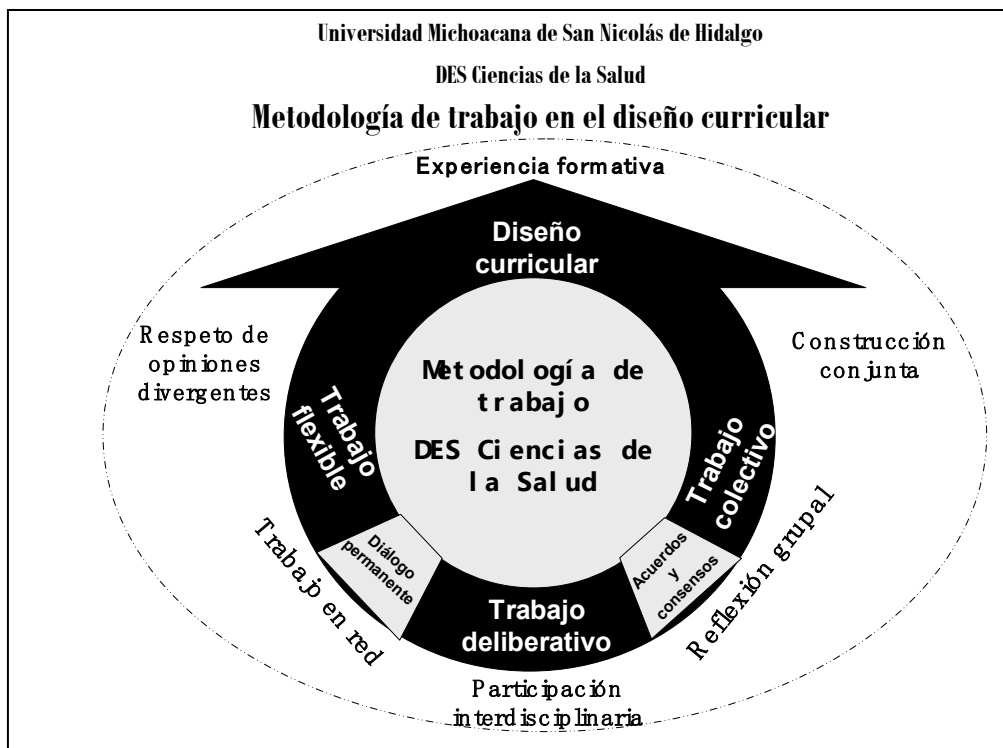 Universidad Michoacana de San Nicolás de Hidalgo
DES Ciencias de la Salud
Metodología de trabajo en el diseño curricular
Experiencia formativa
Diseño
curricular
Respeto de
opiniones
divergentes
Construcción
conjunta
Metodología de
trabajo
DES Ciencias de
la Salud
Trabajo
flexible
Trabajo
colectivo
Diálogo
permanente
Acuerdos
y
consensos
Trabajo en red
Reflexión grupal
Trabajo
deliberativo
Participación
interdisciplinaria